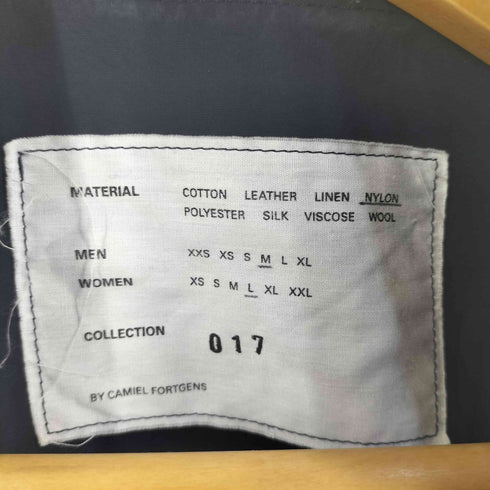 MATERIAL COTTON LEATHER LINEN NYLON
POLYESTER SILK VISCOSE WOOL
MEN XXS XS S M L XL
WOMEN XS S M L XL XXL
COLLECTION 017
BY CAMIEL FORTGENS